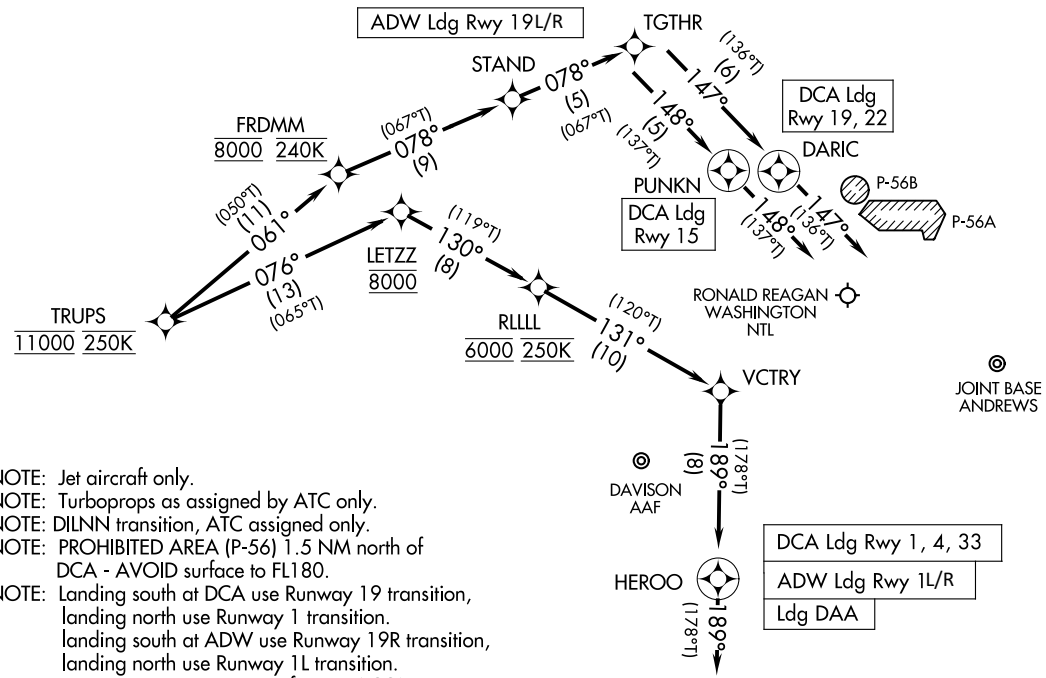 ADW Ldg Rwy 19L/R
TGTHR
STAND
078°
(5)
(067°T)
(136°T)
(6)
147°
148°
(5)
(137°T)
DCA Ldg
Rwy 19, 22
FRDMM
8000 240K
(067°T)
078°
(9)
DARIC
PUNKN
DCA Ldg
Rwy 15
P-56B
P-56A
147°
(136°T)
148°
(137°T)
(050°T)
(11)
061°
076°
(13)
(065°T)
LETZZ
8000
(119°T)
130°
(8)
TRUPS
11000 250K
RLLLL
6000 250K
(120°T)
131°
(10)
RONALD REAGAN
WASHINGTON
NTL
VCTRY
JOINT BASE
ANDREWS
(178°T)
189°
(8)
DAVISON
AAF
NOTE: Jet aircraft only.
NOTE: Turboprops as assigned by ATC only.
NOTE: DILNN transition, ATC assigned only.
NOTE: PROHIBITED AREA (P-56) 1.5 NM north of
DCA - AVOID surface to FL180.
NOTE: Landing south at DCA use Runway 19 transition,
landing north use Runway 1 transition.
landing south at ADW use Runway 19R transition,
landing north use Runway 1L transition.
HEROO
DCA Ldg Rwy 1, 4, 33
ADW Ldg Rwy 1L/R
Ldg DAA
189°
(178°T)